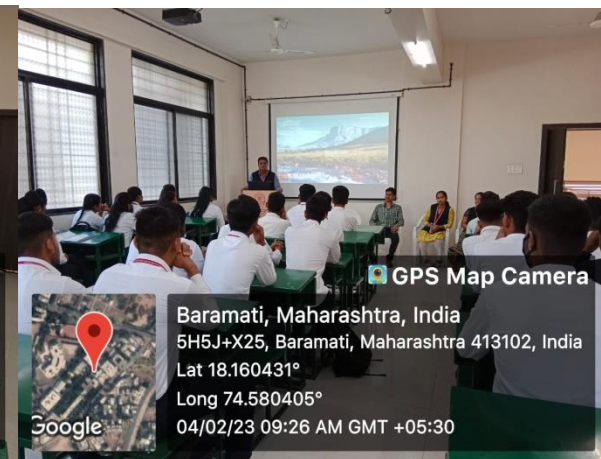 GPS Map Camera
Baramati, Maharashtra, India
5H5J+X25, Baramati, Maharashtra 413102, India
Lat 18.160431°
Long 74.580405°
04/02/23 09:26 AM GMT +05:30
Google